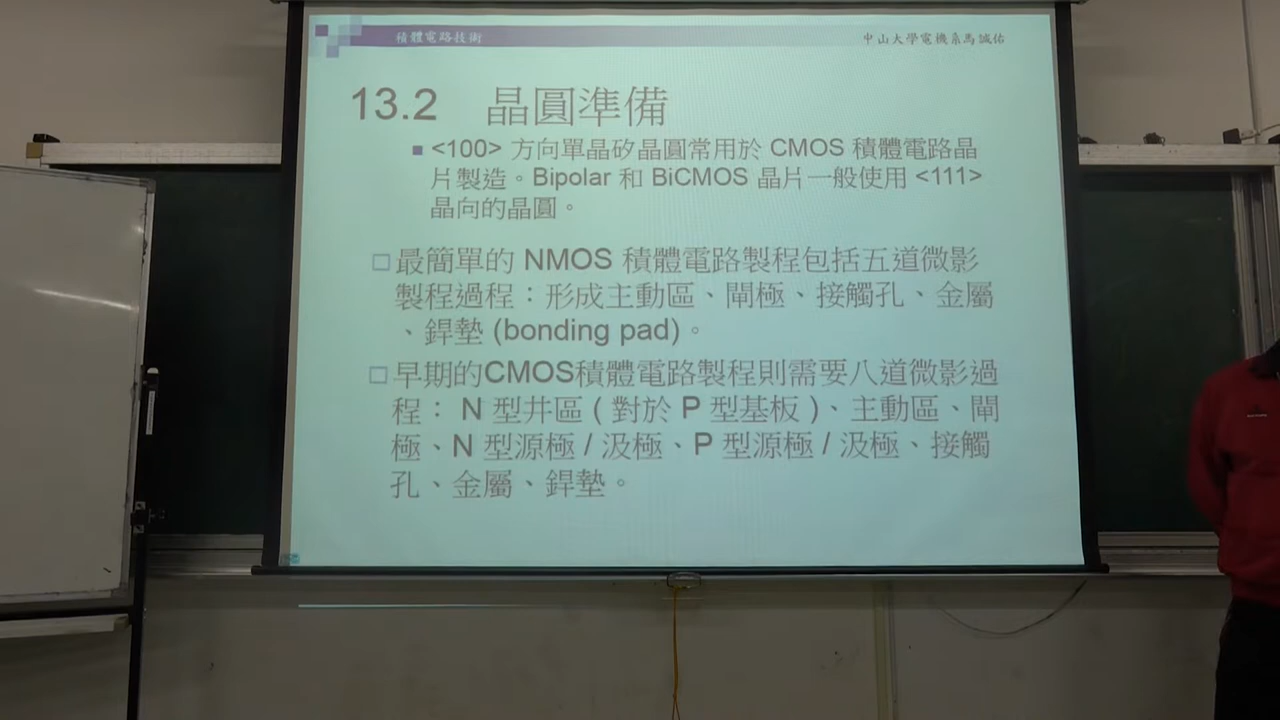 積體電路技術
中山大學電機系馬誠佑
13.2 晶圓準備
<100> 方向單晶矽晶圓常用於 CMOS 積體電路晶
片製造。Bipolar 和 BiCMOS 晶片一般使用 <111>
晶向的晶圓。
最簡單的 NMOS 積體電路製程包括五道微影
製程過程：形成主動區、閘極、接觸孔、金屬
、銲墊 (bonding pad)。
早期的CMOS積體電路製程則需要八道微影過
程： N 型井區 ( 對於 P 型基板 )、主動區、閘
極、N 型源極 / 汲極、P 型源極 / 汲極、接觸
孔、金屬、銲墊。